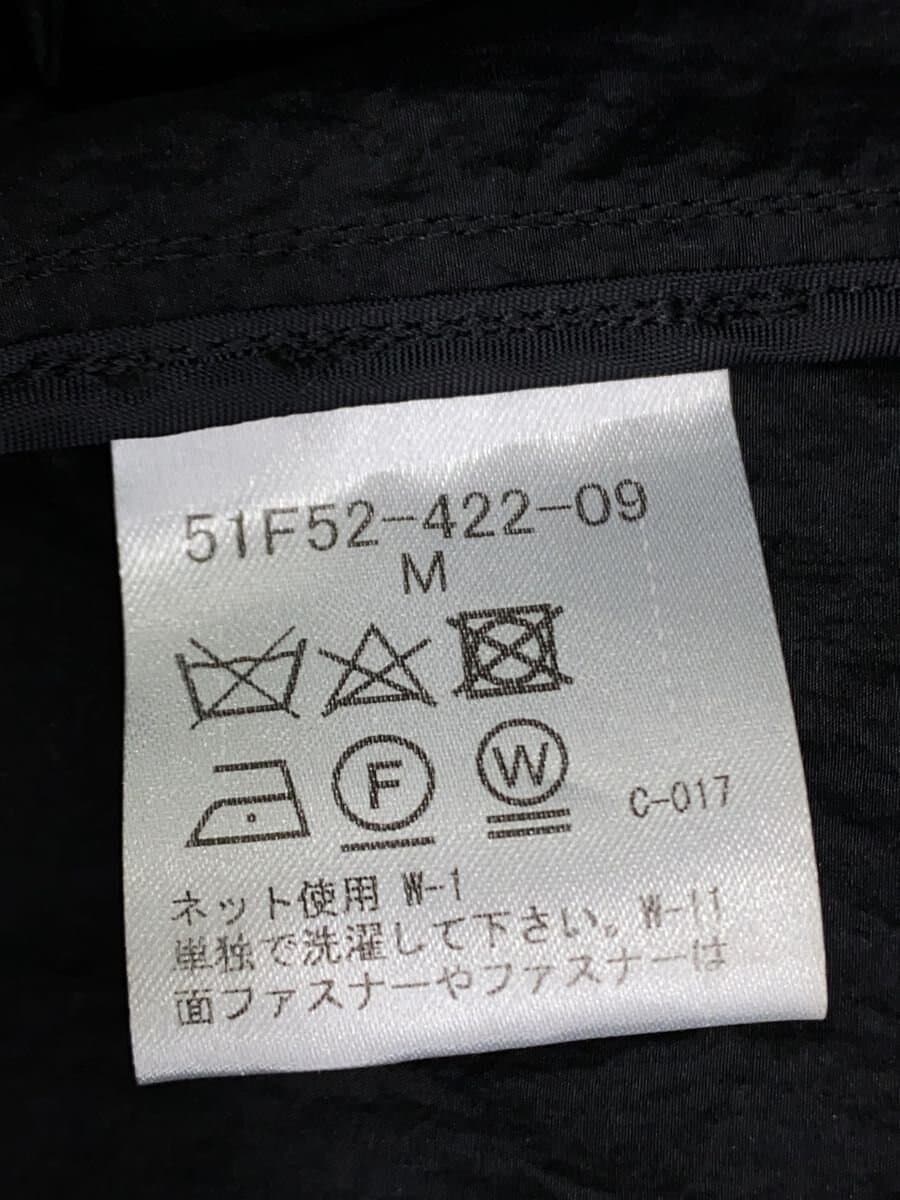 51F52-422-09
M
F
W
C-017
ネット使用 W-1
単独で洗濯して下さい。W-11
面ファスナーやファスナーは